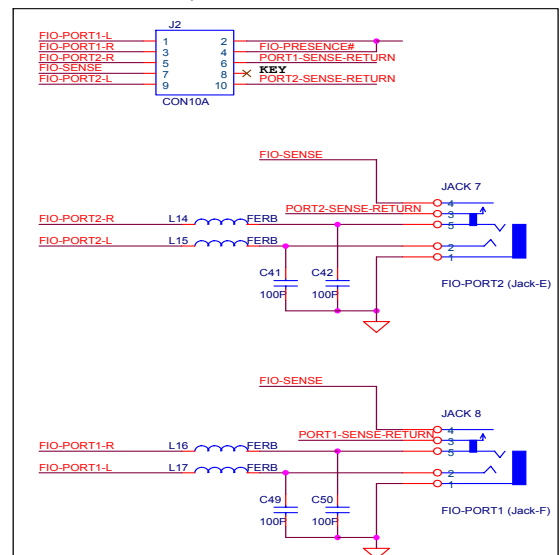 J2
FIO-PORT1-L 1 2
FIO-PORT1-R 3 4 FIO-PRESENCE#
FIO-PORT2-R 5 6 PORT1-SENSE-RETURN
FIO-SENSE 7 8 KEY
FIO-PORT2-L 9 10 PORT2-SENSE-RETURN
CON10A
FIO-SENSE
JACK 7
4
PORT2-SENSE-RETURN 3
FIO-PORT2-R L14 FERB 5
FIO-PORT2-L L15 FERB 2
1
C41 C42
100P 100P
FIO-PORT2 (Jack-E)
FIO-SENSE
JACK 8
4
PORT1-SENSE-RETURN 3
FIO-PORT1-R L16 FERB 5
FIO-PORT1-L L17 FERB 2
1
C49 C50
100P 100P
FIO-PORT1 (Jack-F)